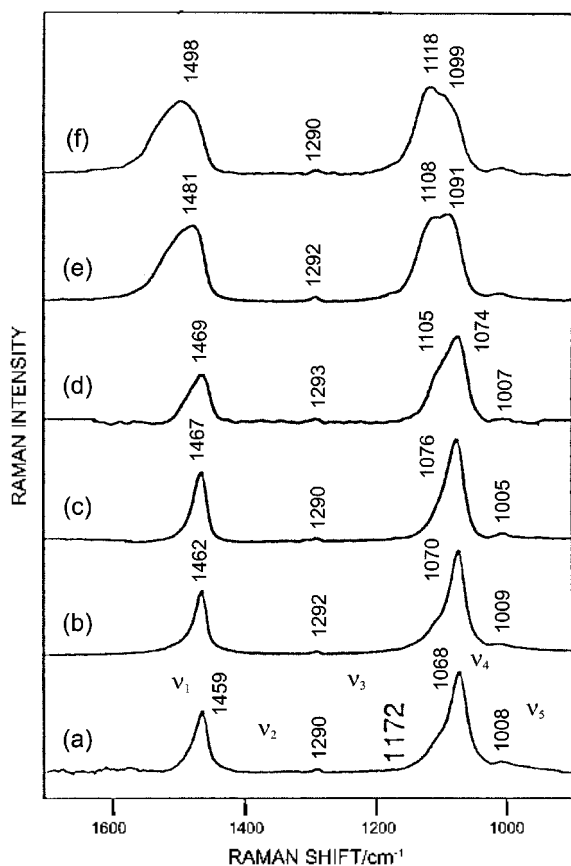 1498
1118
1099
(f)
1290
1481
1108
1091
(e)
1292
1469
1105
1074
(d)
1293
1007
1467
1076
(c)
1290
1005
1462
1070
(b)
1292
1009
ν1
1459
ν2
1290
ν3
1172
1068
ν4
1008
ν5
(a)
1600
1400
1200
1000
RAMAN SHIFT/cm-1
RAMAN INTENSITY